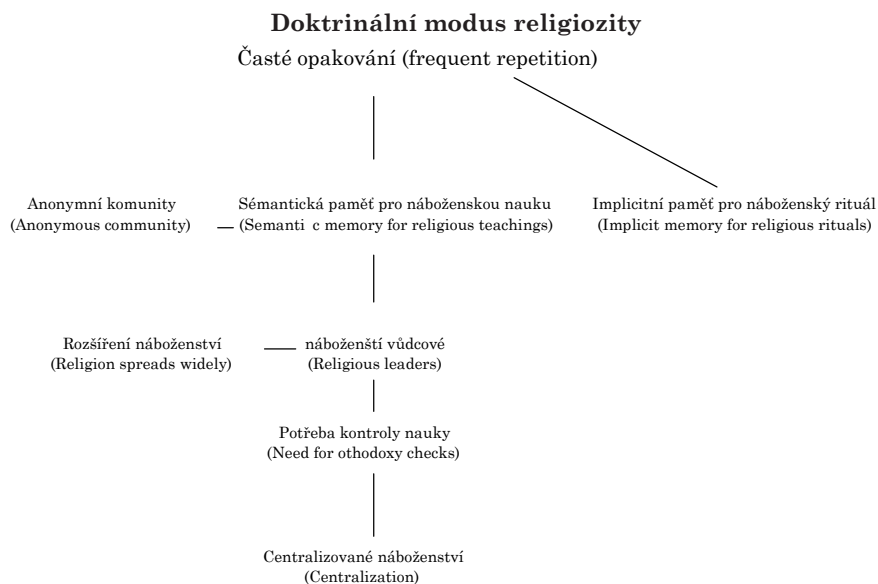 Doktrinální modus religiozity
Časté opakování (frequent repetition)
Anonymní komunity
(Anonymous community)
Sémantická paměť pro náboženskou nauku
(Semanti c memory for religious teachings)
Implicitní paměť pro náboženský rituál
(Implicit memory for religious rituals)
Rozšíření náboženství
(Religion spreads widely)
náboženští vůdcové
(Religious leaders)
Potřeba kontroly nauky
(Need for othodoxy checks)
Centralizované náboženství
(Centralization)